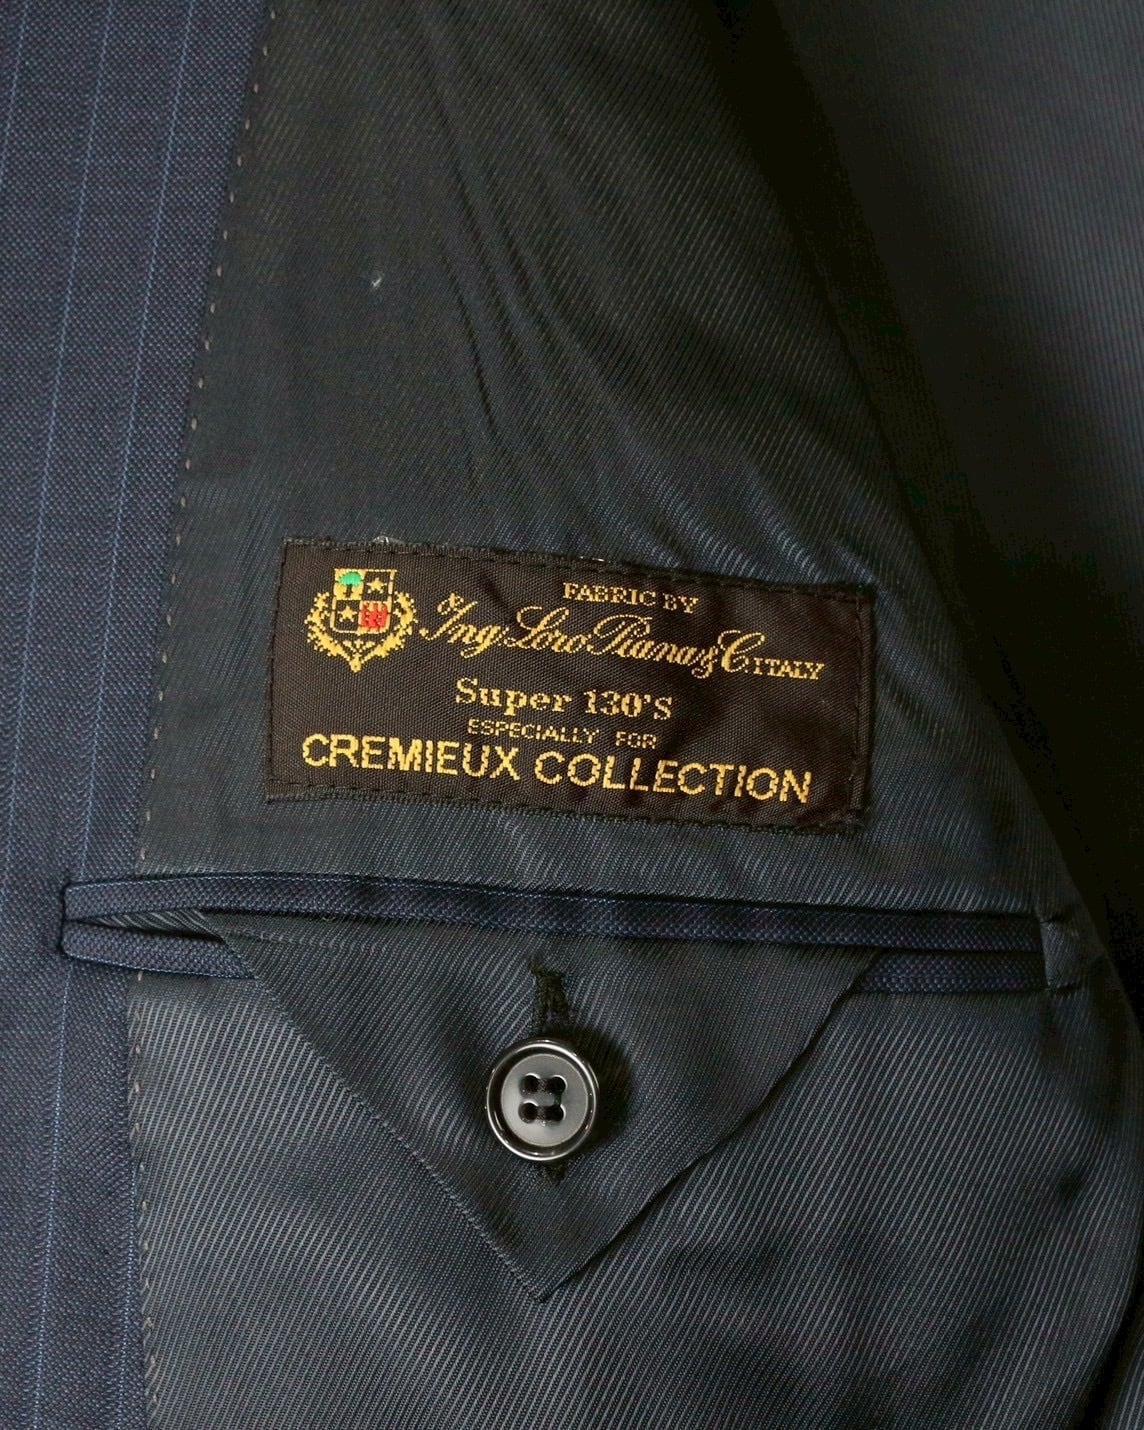 FABRIC BY
Ing Loro Piana & C ITALY
Super 130's
ESPECIALLY FOR
CREMIEUX COLLECTION